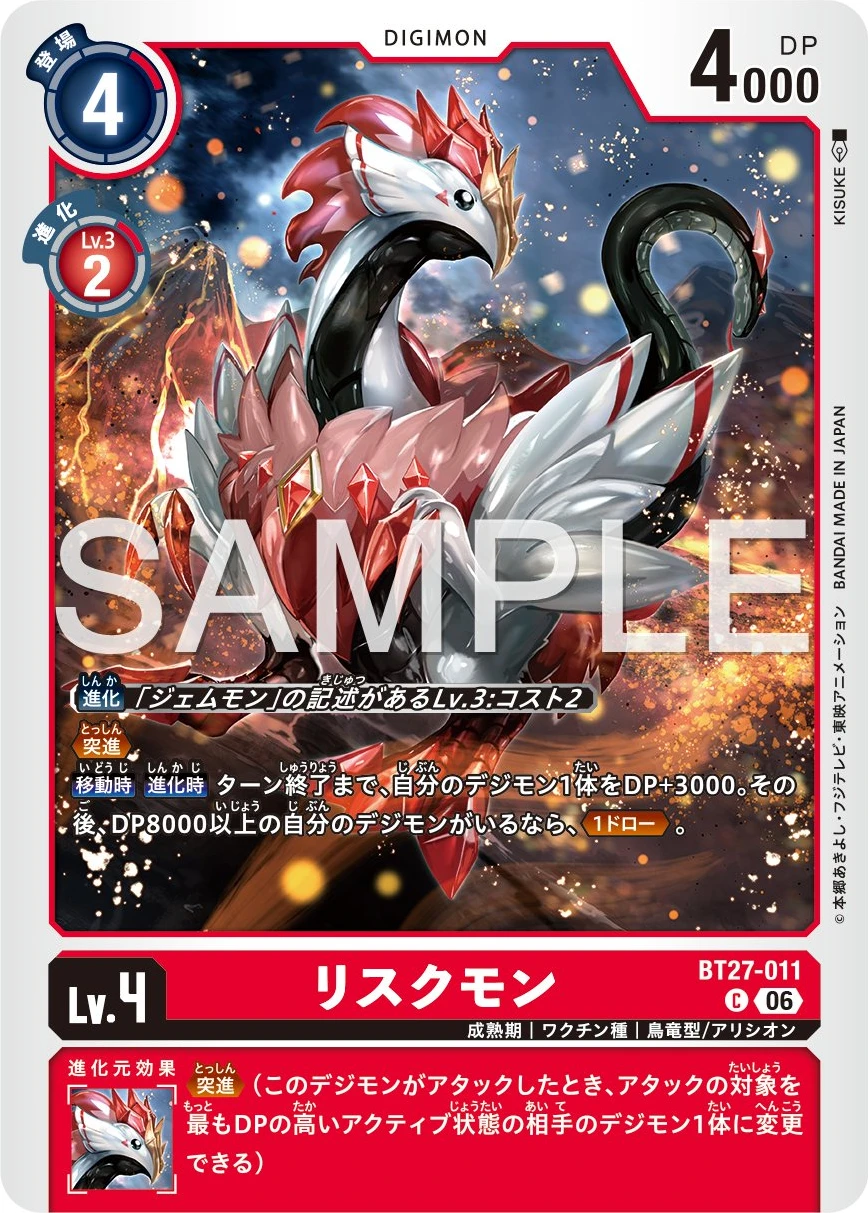 DIGIMON
登場
4
DP
4000
進化
Lv.3
2
KISUKE
BANDAI MADE IN JAPAN
© 本郷あきよし・フジテレビ・東映アニメーション
SAMPLE
進化 「ジェムモン」の記述があるLv.3:コスト2
突進
移動時 進化時 ターン終了まで、自分のデジモン1体をDP+3000。その
後、DP8000以上の自分のデジモンがいるなら、1ドロー。
Lv.4
リスクモン
BT27-011
C 06
成熟期|ワクチン種|鳥竜型/アリシオン
進化元効果
突進(このデジモンがアタックしたとき、アタックの対象を
最もDPの高いアクティブ状態の相手のデジモン1体に変更
できる)